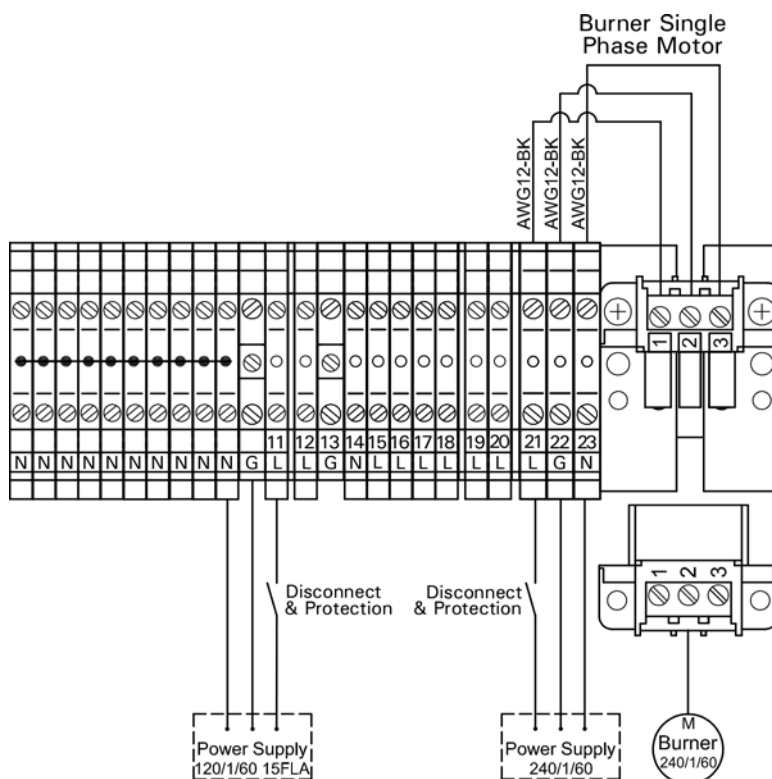 Burner Single
Phase Motor
AWG12-BK
AWG12-BK
AWG12-BK
1 2 3
11 12 13 14 15 16 17 18 19 20 21 22 23
N N N N N N N N N N G L L G N L L L L L L L G N
1 2 3
Disconnect
& Protection
Disconnect
& Protection
Power Supply
120/1/60 15FLA
Power Supply
240/1/60
M
Burner
240/1/60